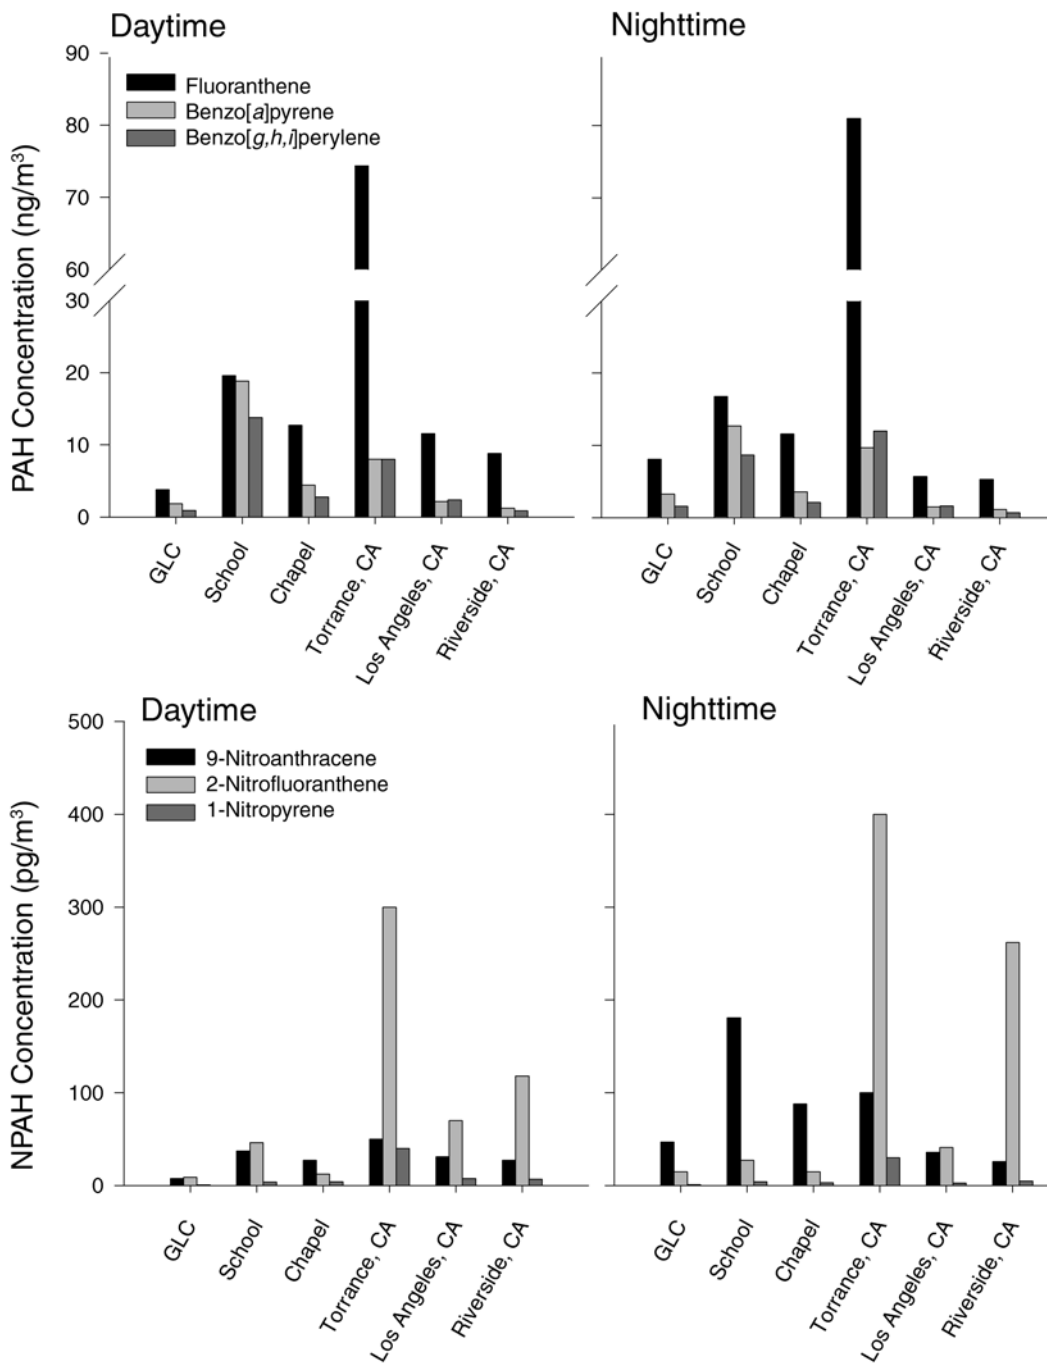 Daytime
Nighttime
PAH Concentration (ng/m³)
90
80
70
60
30
20
10
0
Fluoranthene
Benzo[a]pyrene
Benzo[g,h,i]perylene
GLC
School
Chapel
Torrance, CA
Los Angeles, CA
Riverside, CA
GLC
School
Chapel
Torrance, CA
Los Angeles, CA
Riverside, CA
Daytime
Nighttime
NPAH Concentration (pg/m³)
500
400
300
200
100
0
9-Nitroanthracene
2-Nitrofluoranthene
1-Nitropyrene
GLC
School
Chapel
Torrance, CA
Los Angeles, CA
Riverside, CA
GLC
School
Chapel
Torrance, CA
Los Angeles, CA
Riverside, CA